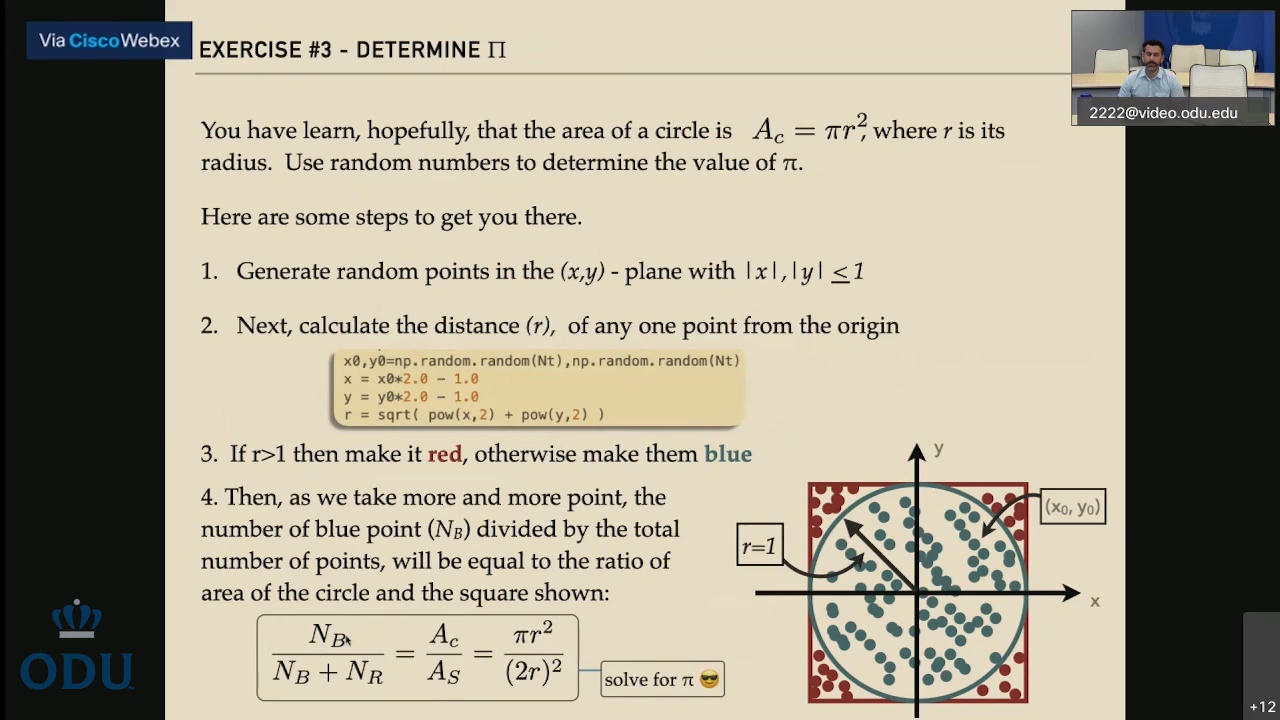 Via Cisco Webex
EXERCISE #3 - DETERMINE Π
2222@video.odu.edu
You have learn, hopefully, that the area of a circle is A_c = πr², where r is its
radius. Use random numbers to determine the value of π.
Here are some steps to get you there.
1. Generate random points in the (x,y) - plane with |x|,|y| ≤1
2. Next, calculate the distance (r), of any one point from the origin
x0,y0=np.random.random(Nt),np.random.random(Nt)
x = x0*2.0 - 1.0
y = y0*2.0 - 1.0
r = sqrt( pow(x,2) + pow(y,2) )
3. If r>1 then make it red, otherwise make them blue
4. Then, as we take more and more point, the
number of blue point (N_B) divided by the total
number of points, will be equal to the ratio of
area of the circle and the square shown:
N_B / (N_B + N_R) = A_c / A_S = πr² / (2r)²
solve for π 😎
y
(x₀, y₀)
r=1
x
ODU
+12